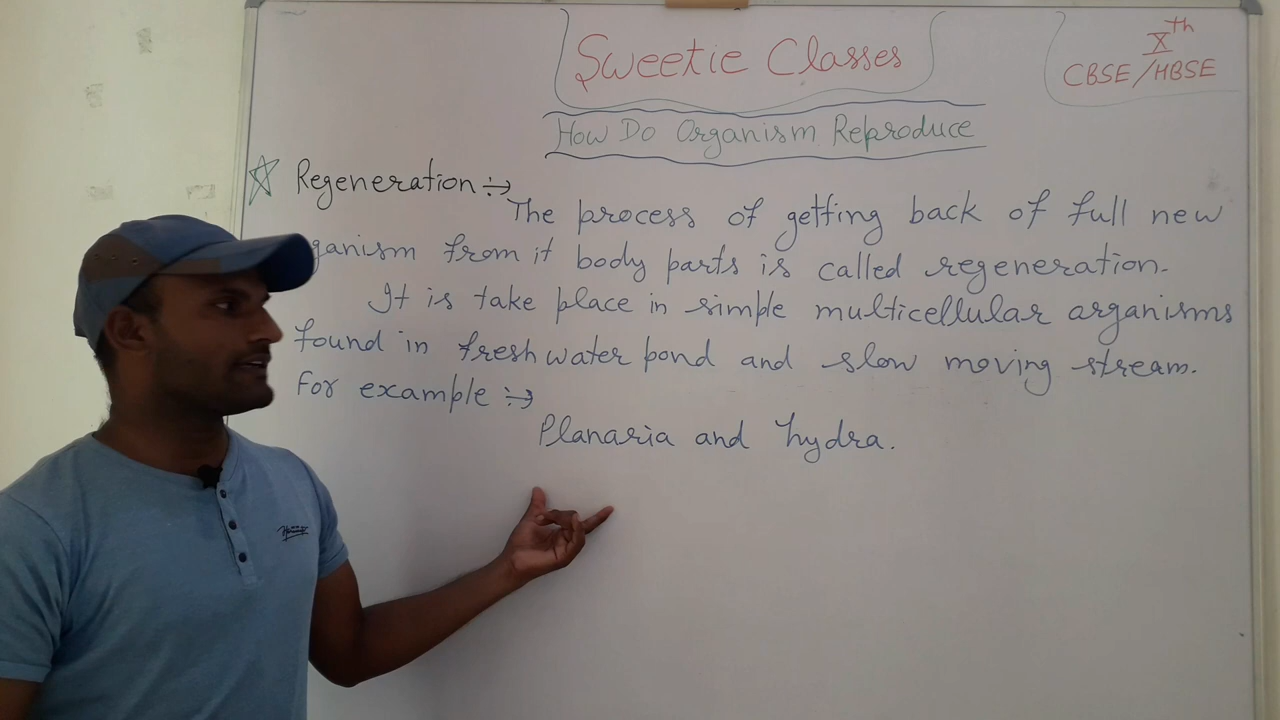 Sweetie Classes
Xth
CBSE/HBSE
How Do Organism Reproduce
Regeneration ÷→
The process of getting back of full new
ganism from it body parts is called regeneration.
It is take place in simple multicellular organisms
found in fresh water pond and slow moving stream.
For example ÷→
Planaria and hydra.